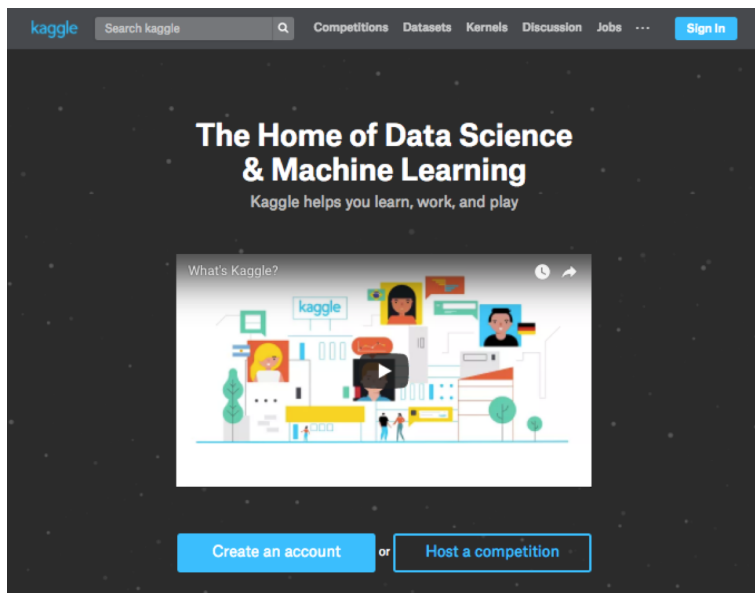 kaggle
Search kaggle
Competitions Datasets Kernels Discussion Jobs ...
Sign In
The Home of Data Science
& Machine Learning
Kaggle helps you learn, work, and play
What's Kaggle?
kaggle
Create an account or Host a competition